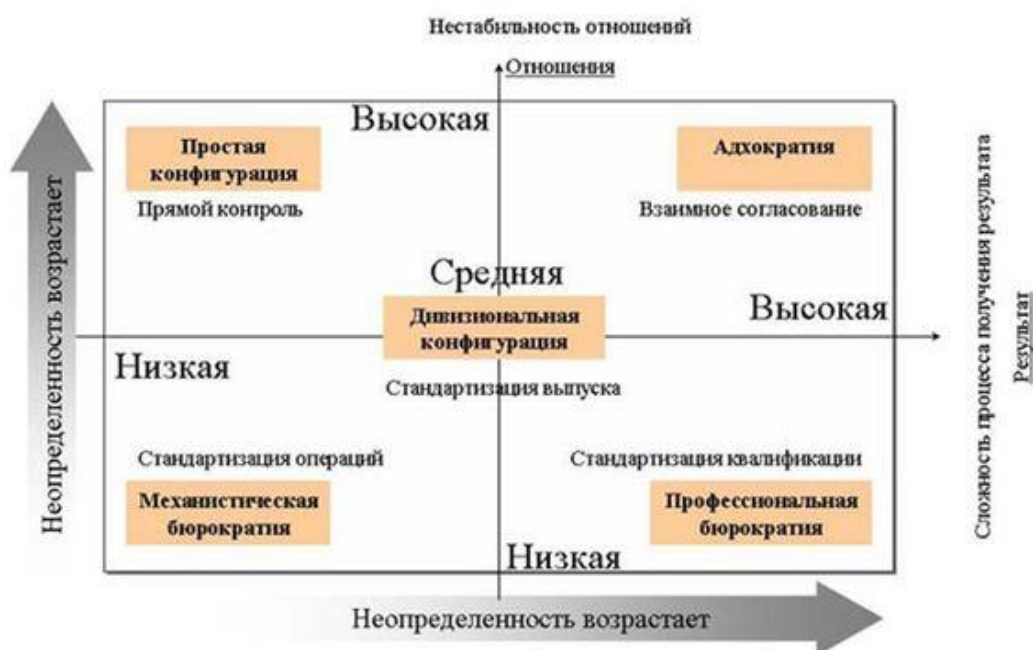 Нестабильность отношений
Отношения
Высокая
Простая
конфигурация
Прямой контроль
Адхократия
Взаимное согласование
Средняя
Дивизиональная
конфигурация
Стандартизация выпуска
Высокая
Низкая
Стандартизация операций
Механистическая
бюрократия
Стандартизация квалификации
Профессиональная
бюрократия
Низкая
Неопределенность возрастает
Неопределенность возрастает
Сложность процесса получения результата
Результат